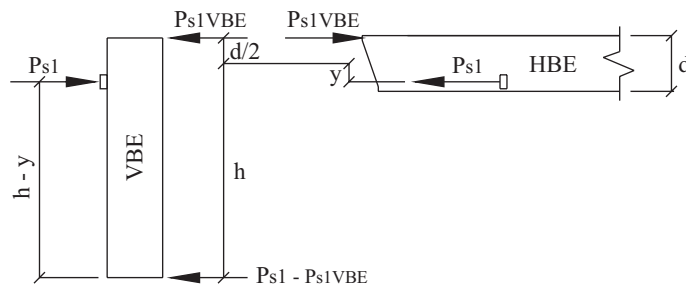 Ps1VBE
Ps1VBE
d/2
Ps1
y
Ps1
HBE
d
VBE
h - y
h
Ps1 - Ps1VBE